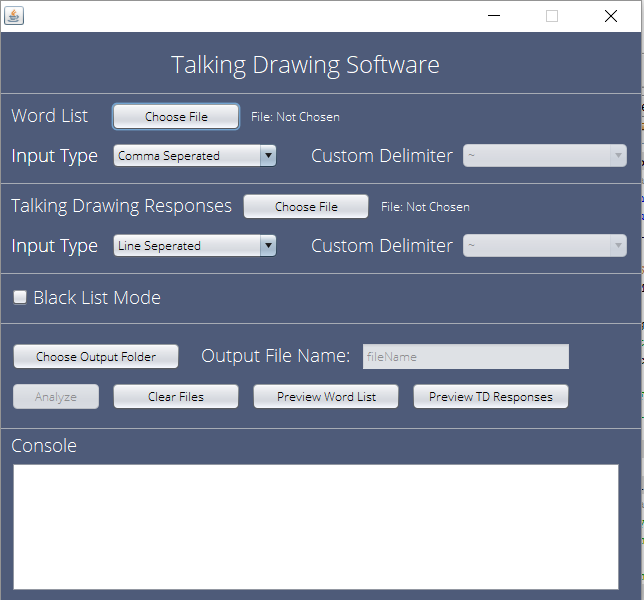 Talking Drawing Software
Word List Choose File File: Not Chosen
Input Type Comma Seperated Custom Delimiter ~
Talking Drawing Responses Choose File File: Not Chosen
Input Type Line Seperated Custom Delimiter ~
Black List Mode
Choose Output Folder Output File Name: fileName
Analyze Clear Files Preview Word List Preview TD Responses
Console